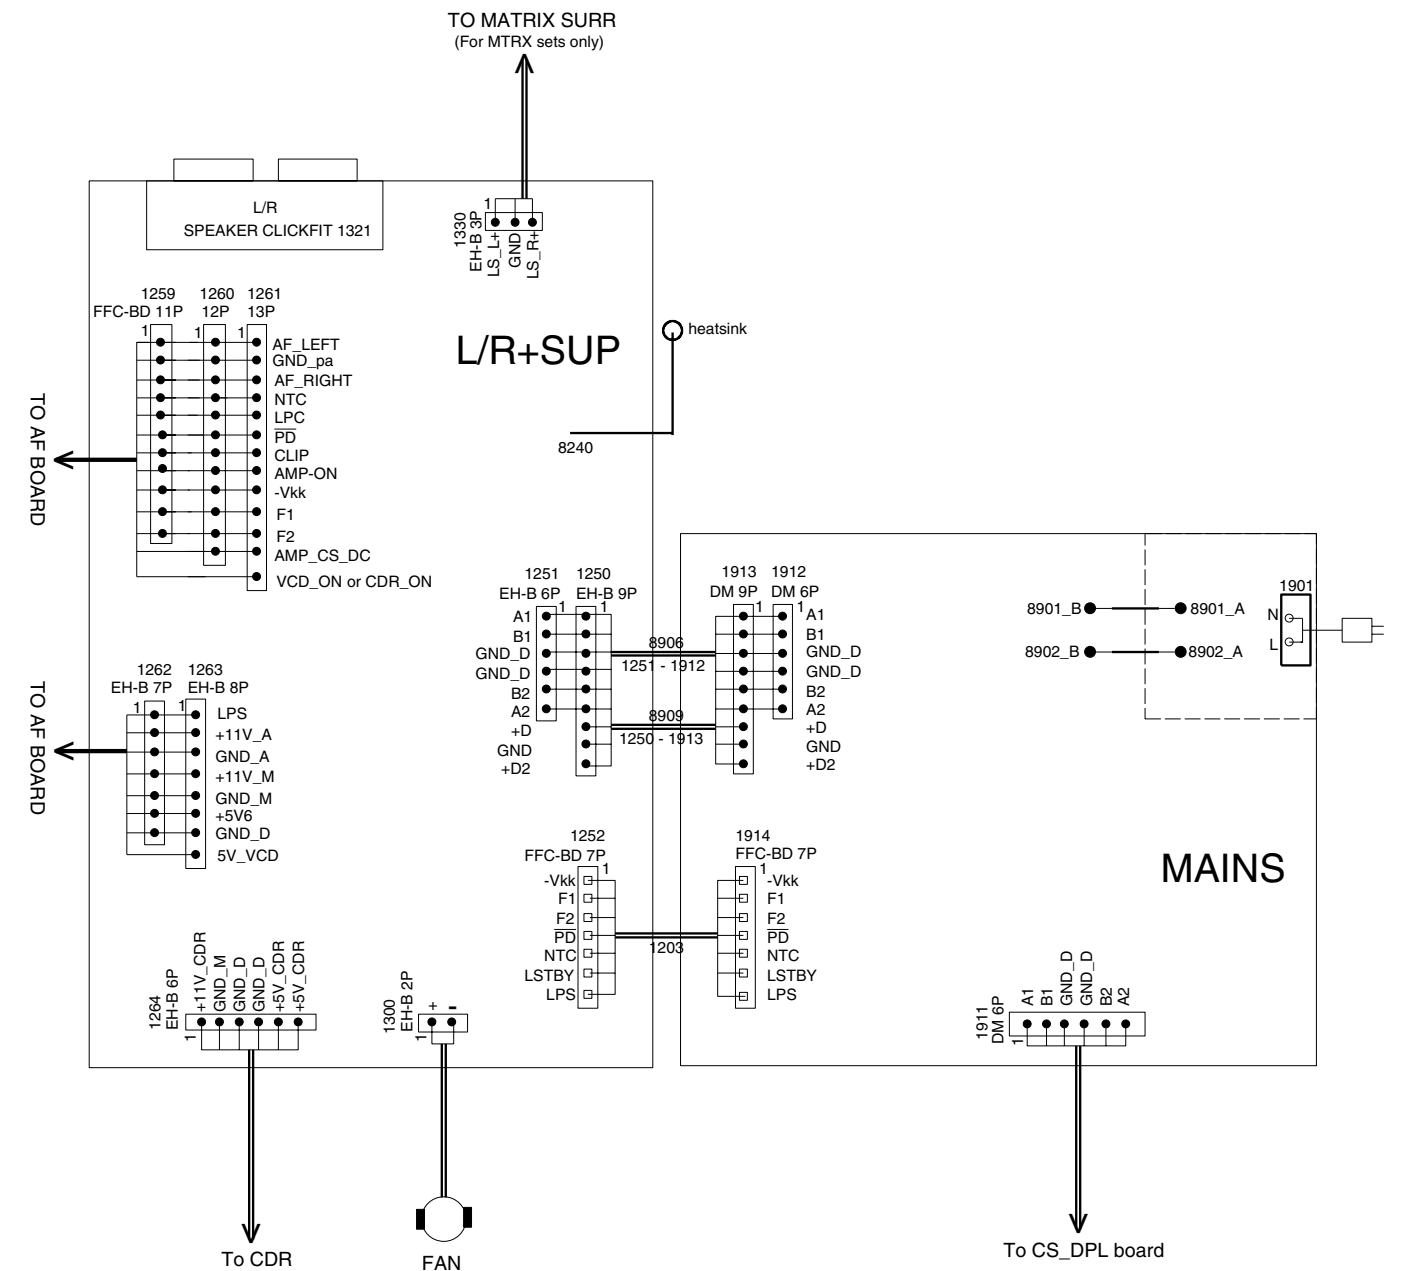 TO MATRIX SURR
(For MTRX sets only)
L/R
SPEAKER CLICKFIT 1321
1330
EH-B 3P
1
LS_L+
GND
LS_R+
1259
1260
1261
FFC-BD 11P
12P
13P
1
1
1
AF_LEFT
GND_pa
AF_RIGHT
NTC
LPC
PD
CLIP
AMP-ON
-Vkk
F1
F2
AMP_CS_DC
VCD_ON or CDR_ON
TO AF BOARD
L/R+SUP
heatsink
8240
1251
1250
EH-B 6P
EH-B 9P
1
1
A1
B1
GND_D
GND_D
B2
A2
+D
GND
+D2
8906
1251 - 1912
8909
1250 - 1913
1913
1912
DM 9P
DM 6P
1
1
A1
B1
GND_D
GND_D
B2
A2
+D
GND
+D2
8901_B
8901_A
8902_B
8902_A
1901
N
L
1262
1263
EH-B 7P
EH-B 8P
1
1
LPS
+11V_A
GND_A
+11V_M
GND_M
+5V6
GND_D
5V_VCD
TO AF BOARD
1252
FFC-BD 7P
1
-Vkk
F1
F2
PD
NTC
LSTBY
LPS
1203
1914
FFC-BD 7P
1
-Vkk
F1
F2
PD
NTC
LSTBY
LPS
MAINS
1264
EH-B 6P
1
+11V_CDR
GND_M
GND_D
GND_D
+5V_CDR
+5V_CDR
1300
EH-B 2P
1
+
-
1911
DM 6P
1
A1
B1
GND_D
GND_D
B2
A2
To CDR
FAN
To CS_DPL board